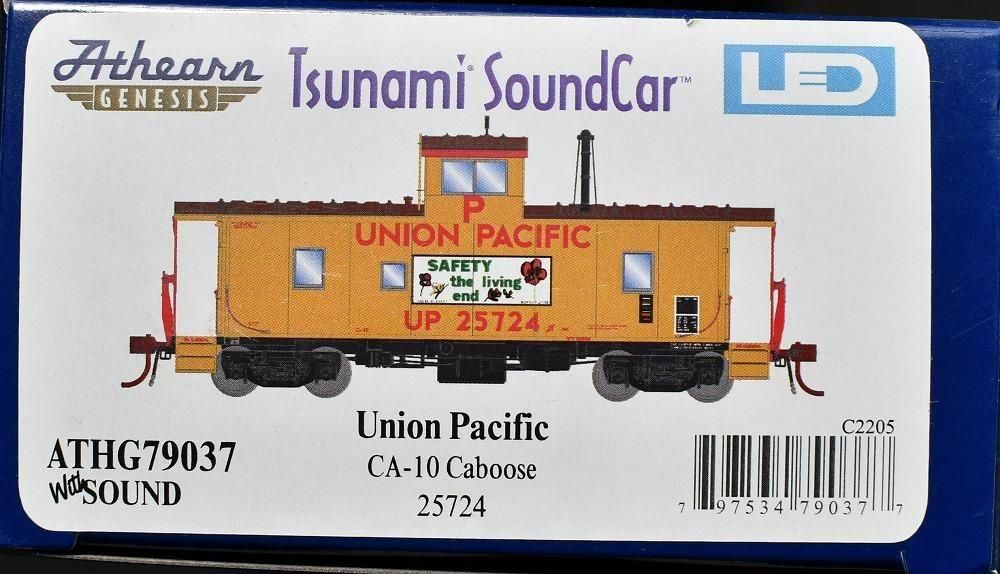 Athearn
GENESIS
Tsunami® SoundCar™
LED
P
UNION PACIFIC
SAFETY
the living
end
UP 25724
ATHG79037
With SOUND
Union Pacific
CA-10 Caboose
25724
C2205
7 97534 79037 7